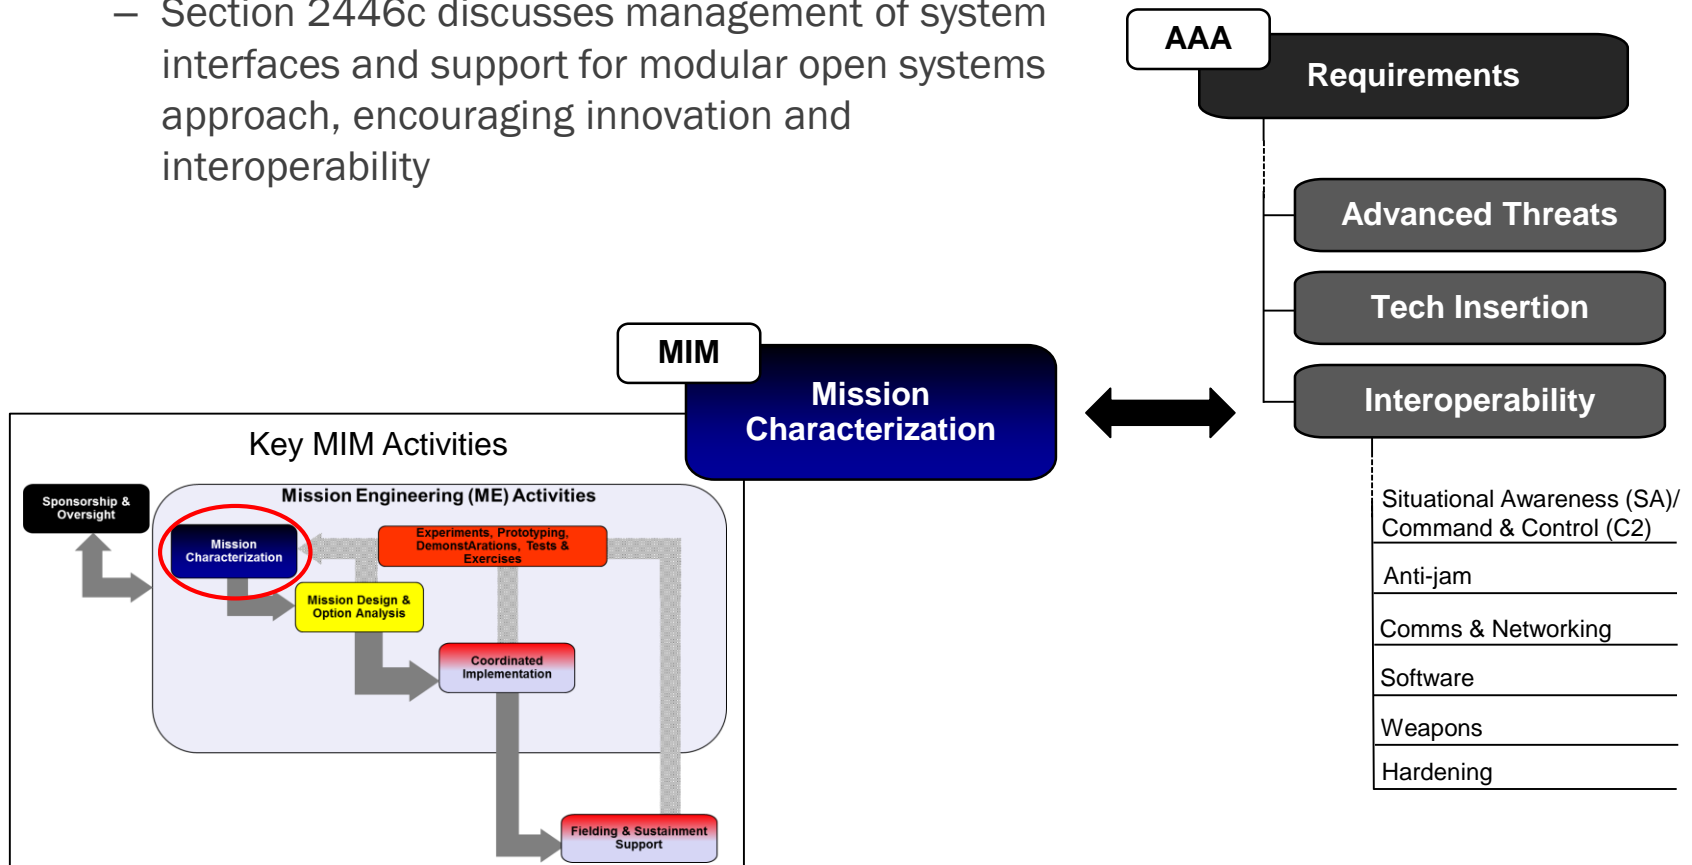 – Section 2446c discusses management of system
interfaces and support for modular open systems
approach, encouraging innovation and
interoperability
AAA
Requirements
Advanced Threats
Tech Insertion
Interoperability
Situational Awareness (SA)/
Command & Control (C2)
Anti-jam
Comms & Networking
Software
Weapons
Hardening
MIM
Mission
Characterization
Key MIM Activities
Mission Engineering (ME) Activities
Sponsorship &
Oversight
Mission
Characterization
Experiments, Prototyping,
DemonstArations, Tests &
Exercises
Mission Design &
Option Analysis
Coordinated
Implementation
Fielding & Sustainment
Support